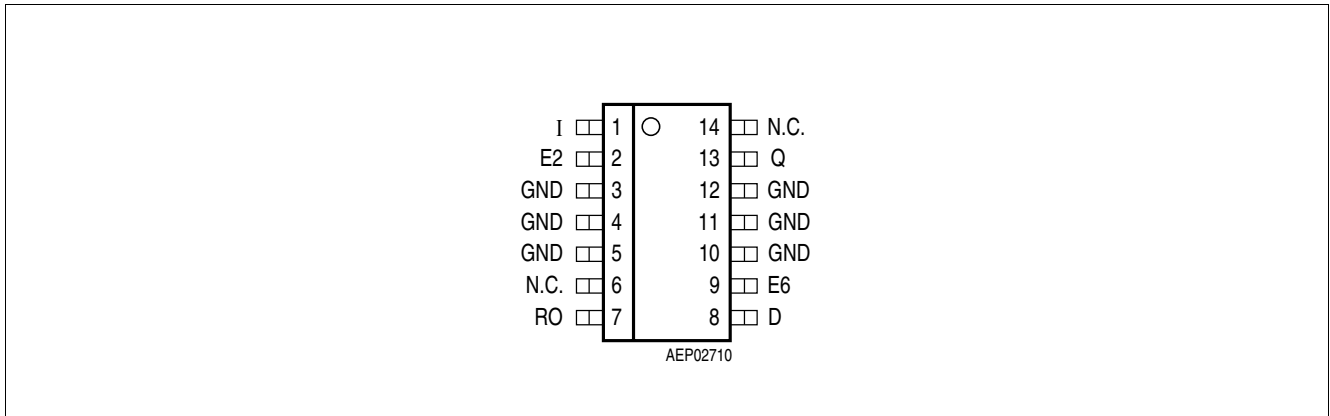 I 1 14 N.C.
E2 2 13 Q
GND 3 12 GND
GND 4 11 GND
GND 5 10 GND
N.C. 6 9 E6
RO 7 8 D
AEP02710